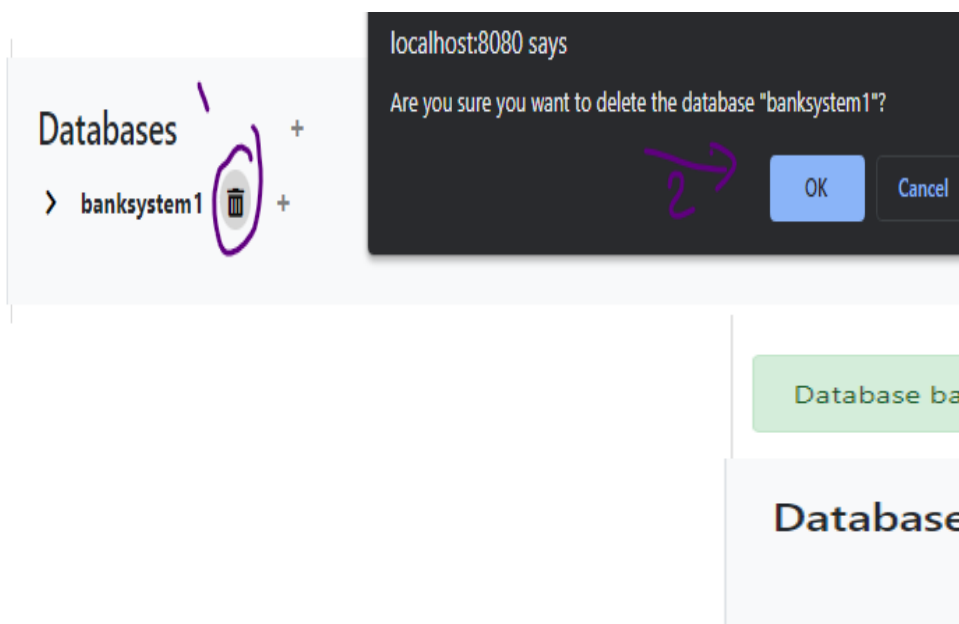 localhost:8080 says
Are you sure you want to delete the database "banksystem1"?
OK Cancel
Databases +
banksystem1 +
2
Database ba
Database